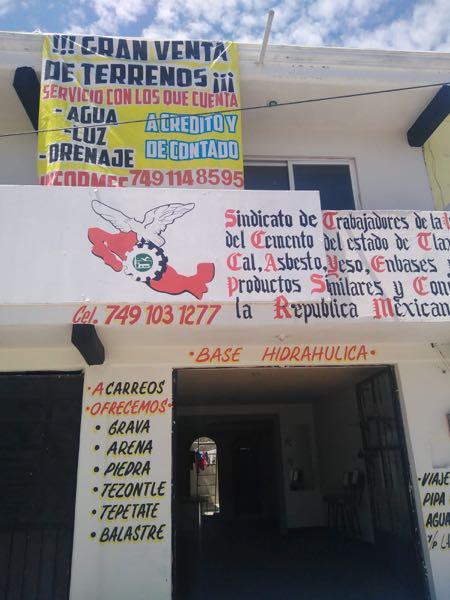 ¡¡¡ GRAN VENTA
DE TERRENOS ¡¡¡
SERVICIO CON LOS QUE CUENTA
- AGUA
- LUZ
- DRENAJE
A CREDITO Y
DE CONTADO
INFORMES 749 114 8595
Sindicato de Trabajadores de la
del Cemento del estado de
Cal, Asbesto, Yeso, Enbases y
Productos Similares y
la Republica Mexican
Cel. 749 103 1277
• BASE HIDRAHULICA •
• ACARREOS
OFRECEMOS •
• GRAVA
• ARENA
• PIEDRA
• TEZONTLE
• TEPETATE
• BALASTRE
• VIAJE
PIPA
AGUA